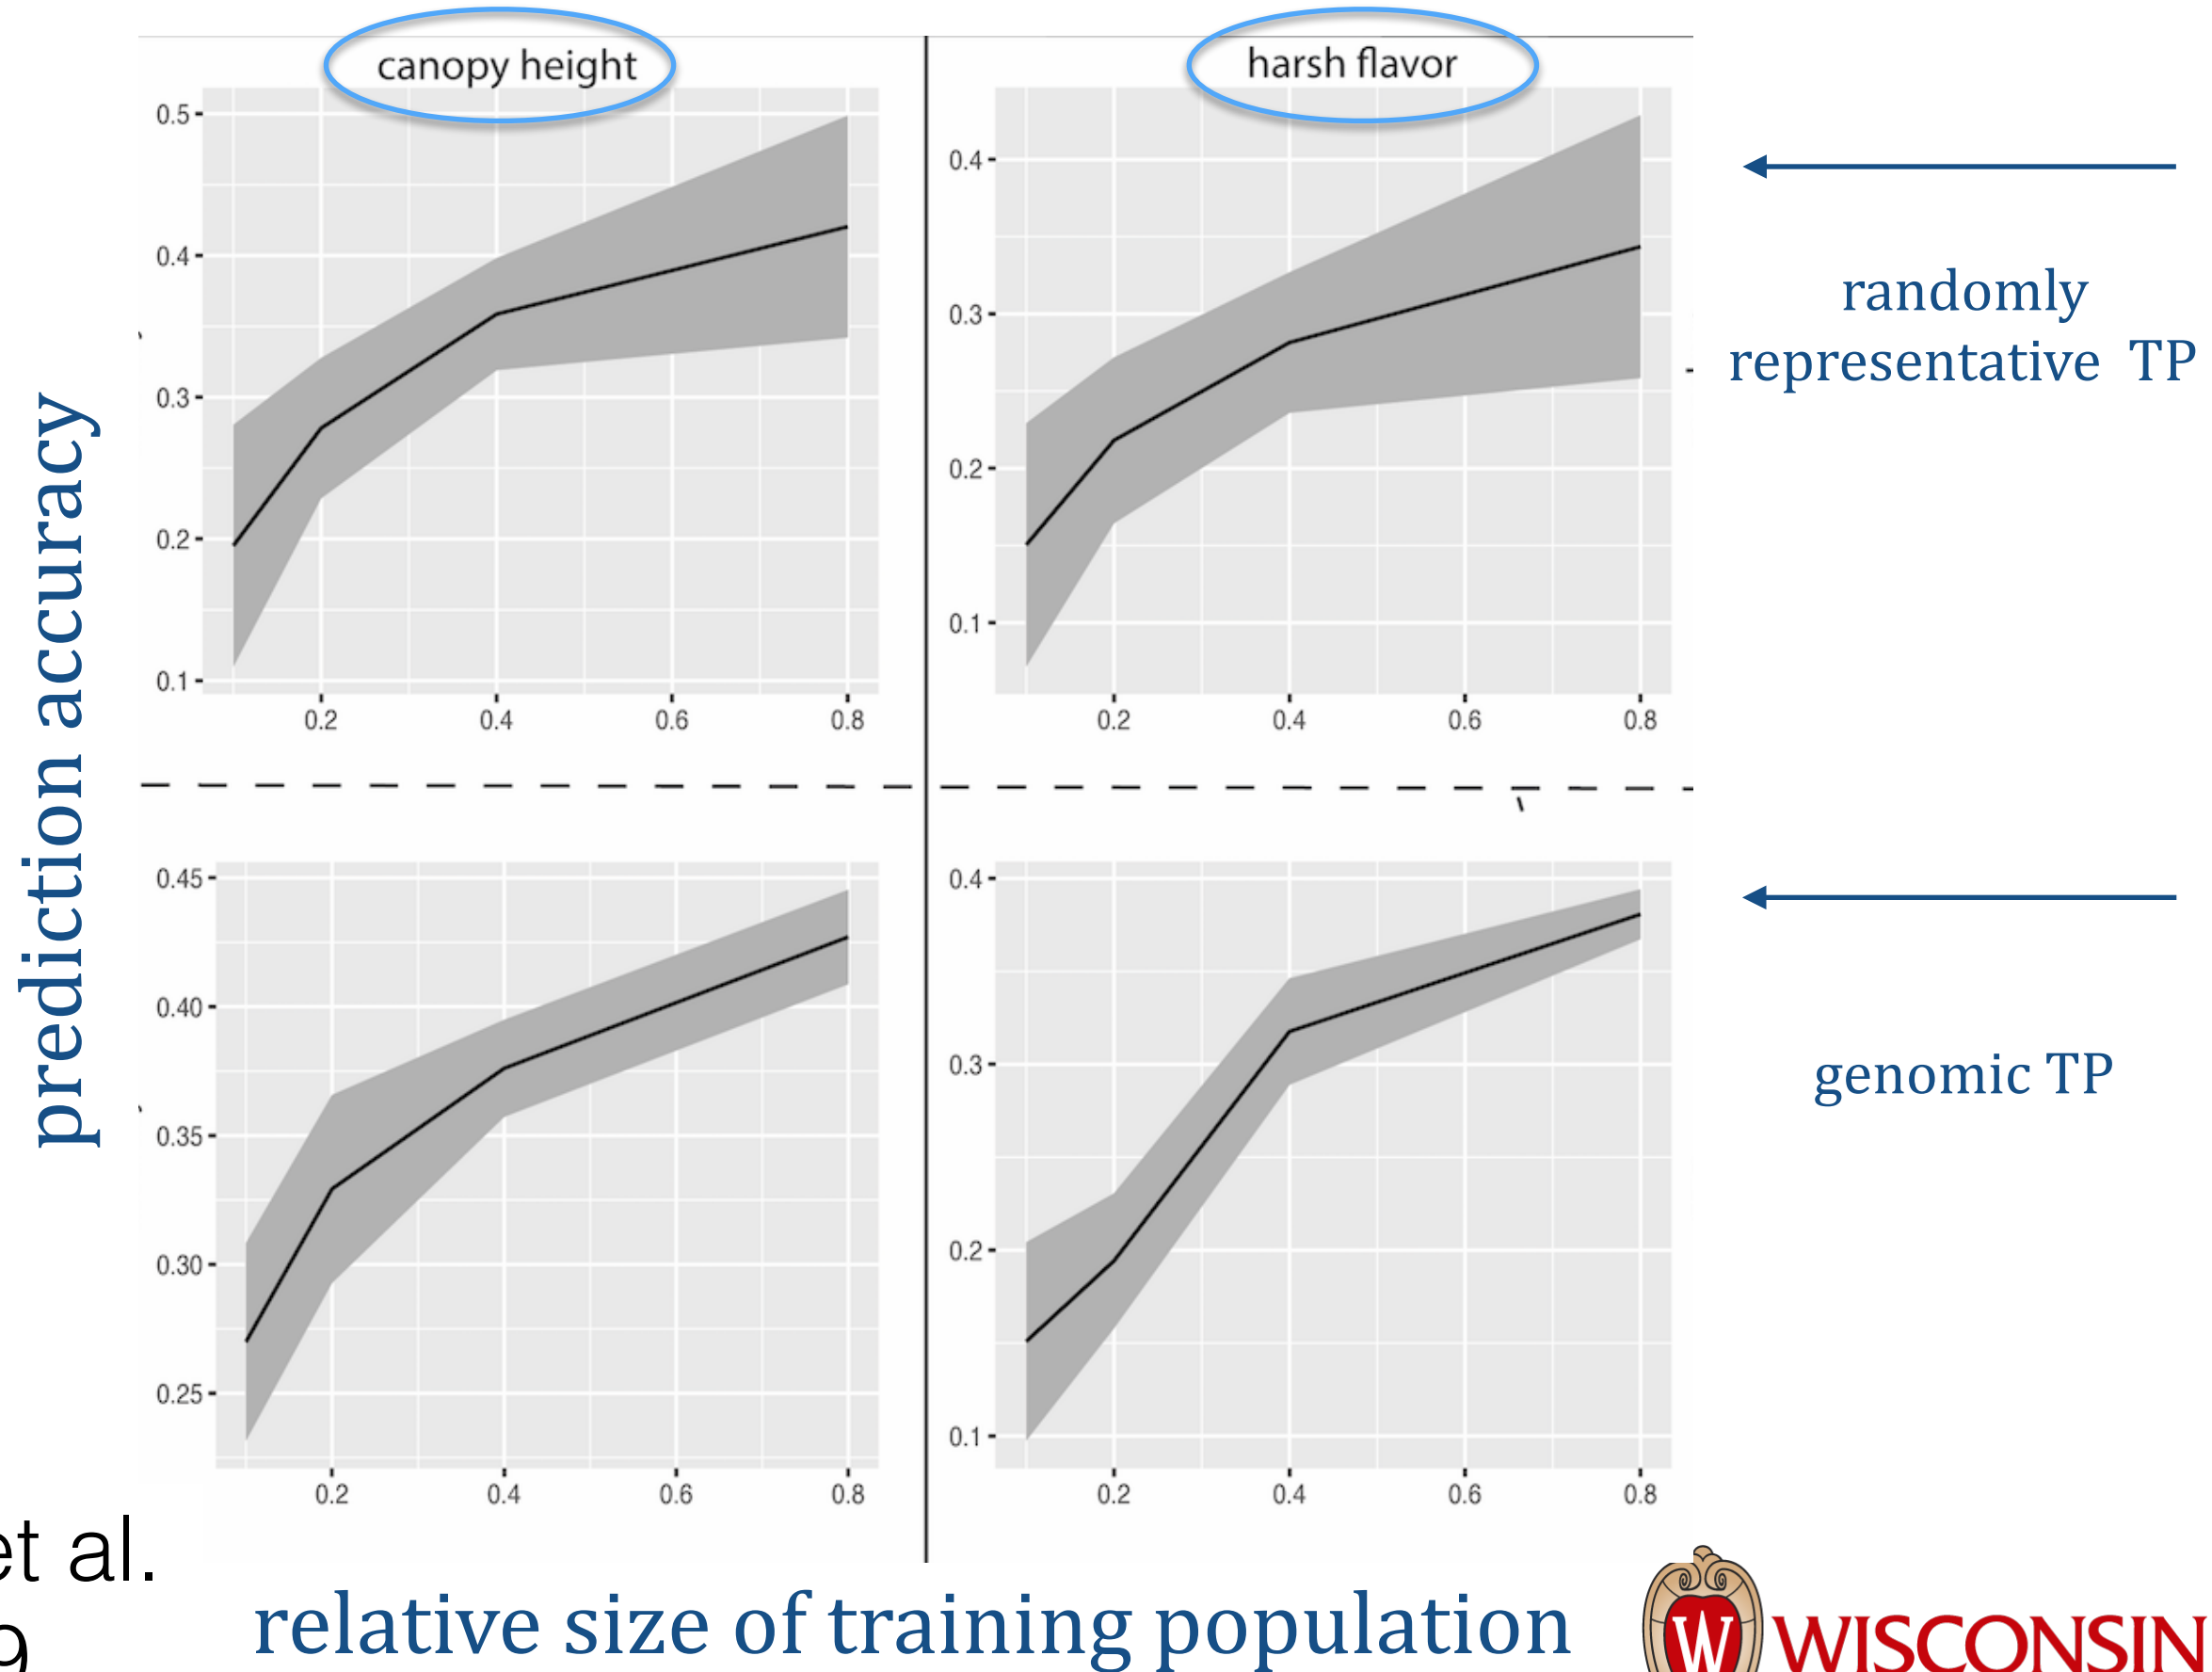 canopy height
harsh flavor
0.5
0.4
0.3
0.2
0.1
0.2 0.4 0.6 0.8
0.4
0.3
0.2
0.1
0.2 0.4 0.6 0.8
randomly
representative TP
prediction accuracy
0.45
0.40
0.35
0.30
0.25
0.2 0.4 0.6 0.8
0.4
0.3
0.2
0.1
0.2 0.4 0.6 0.8
genomic TP
et al.
9
relative size of training population
W WISCONSIN